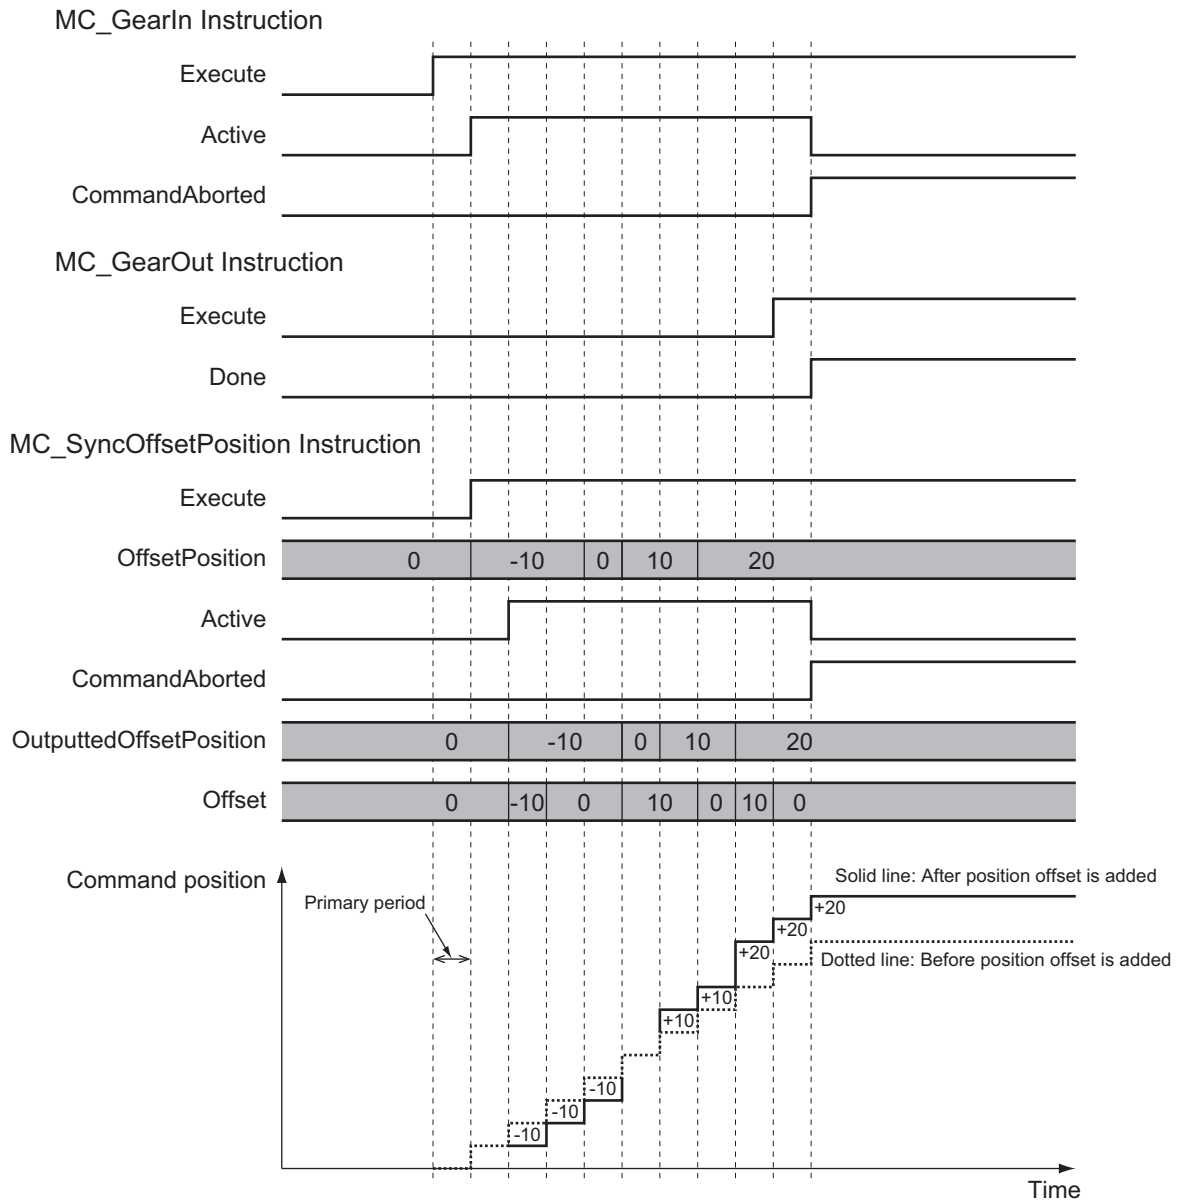 MC_GearIn Instruction
Execute
Active
CommandAborted
MC_GearOut Instruction
Execute
Done
MC_SyncOffsetPosition Instruction
Execute
OffsetPosition 0 -10 0 10 20
Active
CommandAborted
OutputtedOffsetPosition 0 -10 0 10 20
Offset 0 -10 0 10 0 10 0
Command position
Solid line: After position offset is added
Primary period
+20
+20
+20
Dotted line: Before position offset is added
+10
+10
-10
-10
-10
Time